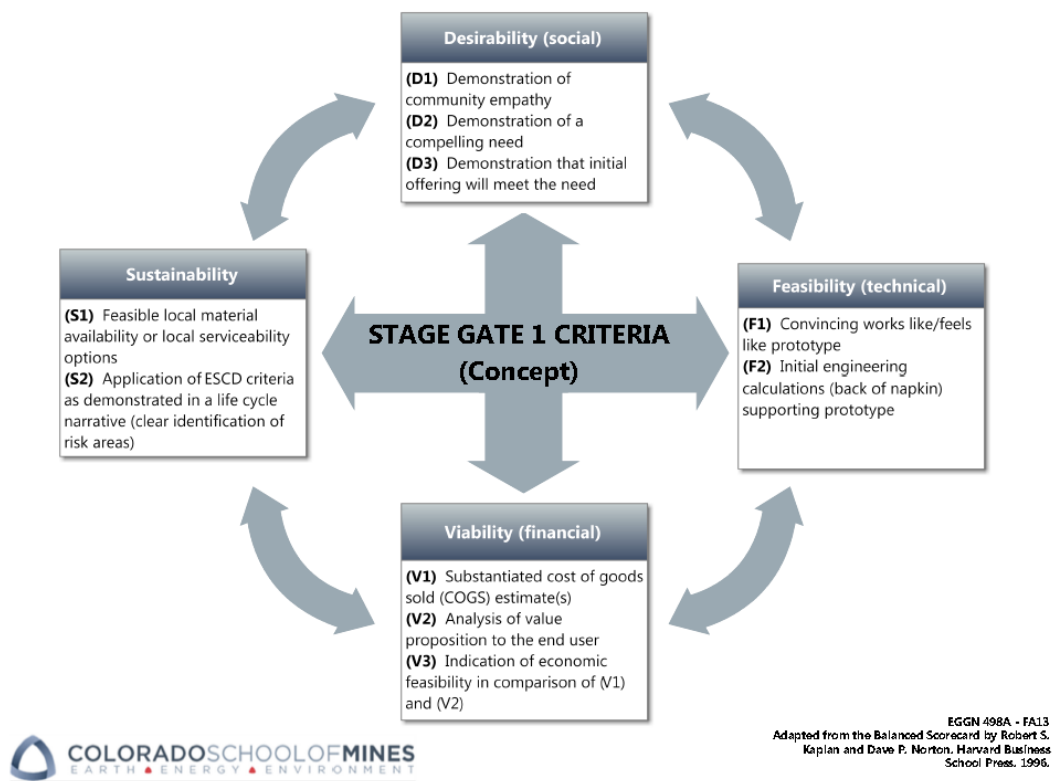 Desirability (social)
(D1) Demonstration of
community empathy
(D2) Demonstration of a
compelling need
(D3) Demonstration that initial
offering will meet the need
Sustainability
(S1) Feasible local material
availability or local serviceability
options
(S2) Application of ESCD criteria
as demonstrated in a life cycle
narrative (clear identification of
risk areas)
STAGE GATE 1 CRITERIA
(Concept)
Feasibility (technical)
(F1) Convincing works like/feels
like prototype
(F2) Initial engineering
calculations (back of napkin)
supporting prototype
Viability (financial)
(V1) Substantiated cost of goods
sold (COGS) estimate(s)
(V2) Analysis of value
proposition to the end user
(V3) Indication of economic
feasibility in comparison of (V1)
and (V2)
COLORADOSCHOOLOFMINES
EARTH ENERGY ENVIRONMENT
EGGN 498A - FA13
Adapted from the Balanced Scorecard by Robert S.
Kaplan and Dave P. Norton. Harvard Business
School Press. 1996.